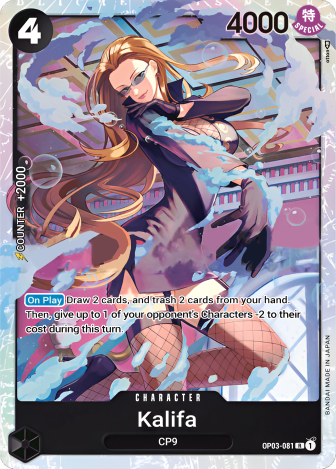 4
4000
特
SPECIAL
COUNTER +2000
On Play Draw 2 cards, and trash 2 cards from your hand.
Then, give up to 1 of your opponent's Characters -2 to their
cost during this turn.
BANDAI MADE IN JAPAN
CHARACTER
Kalifa
CP9
OP03-081 R 1